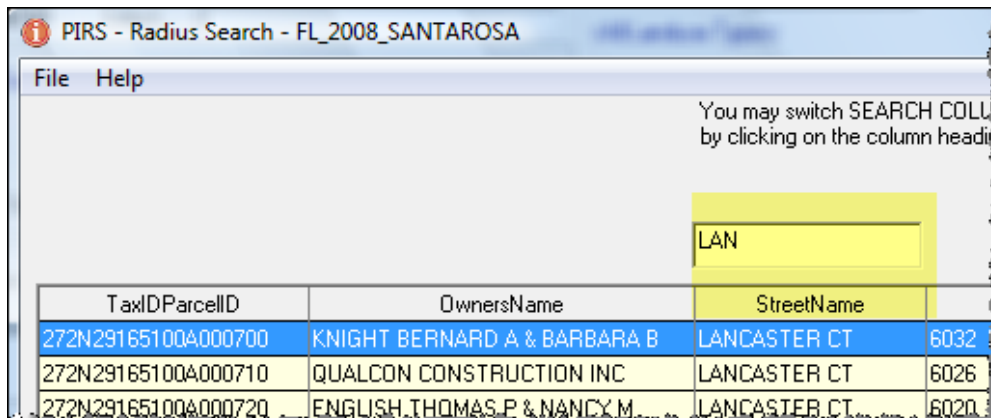 PIRS - Radius Search - FL_2008_SANTAROSA
File Help
You may switch SEARCH
by clicking on the column
LAN
TaxIDParcelID OwnersName StreetName
272N29165100A000700 KNIGHT BERNARD A & BARBARA B LANCASTER CT 6032
272N29165100A000710 QUALCON CONSTRUCTION INC LANCASTER CT 6026
272N29165100A000720 ENGLISH THOMAS P & NANCY M LANCASTER CT 6020